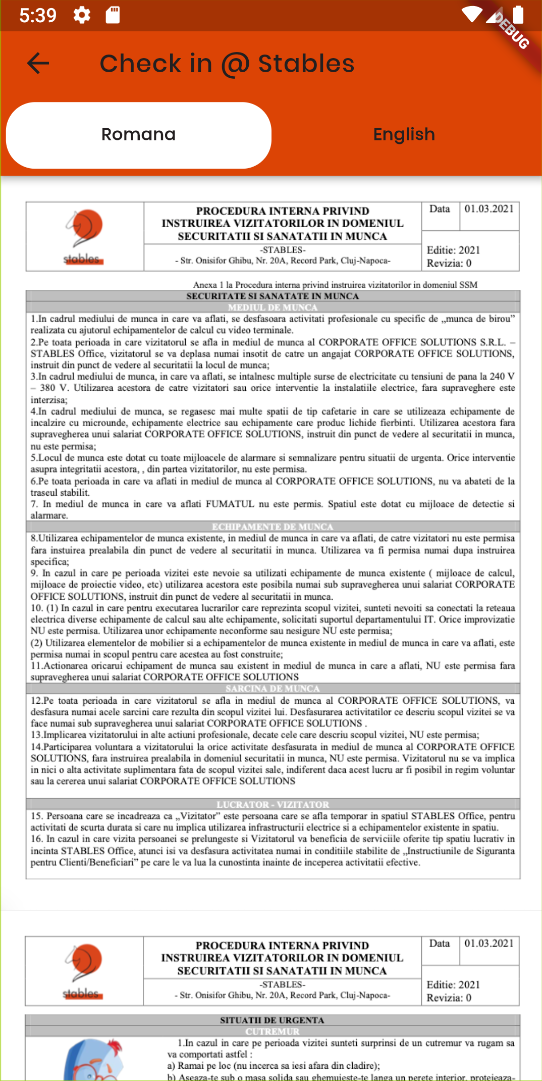 5:39
DEBUG
Check in @ Stables
Romana
English
stables
PROCEDURA INTERNA PRIVIND
INSTRUIREA VIZITATORILOR IN DOMENIUL
SECURITATII SI SANATATII IN MUNCA
-STABLES-
- Str. Onisifor Ghibu, Nr. 20A, Record Park, Cluj-Napoca-
Data
01.03.2021
Editie: 2021
Revizia: 0
Anexa 1 la Procedura interna privind instruirea vizitatorilor in domeniul SSM
SECURITATE SI SANATATE IN MUNCA
MEDIUL DE MUNCA
1.In cadrul mediului de munca in care va aflati, se desfasoara activitati profesionale cu specific de „munca de birou”
realizata cu ajutorul echipamentelor de calcul cu video terminale.
2.Pe toata perioada in care vizitatorul se afla in mediul de munca al CORPORATE OFFICE SOLUTIONS S.R.L. –
STABLES Office, vizitatorul se va deplasa numai insotit de catre un angajat CORPORATE OFFICE SOLUTIONS,
instruit din punct de vedere al securitatii la locul de munca;
3.In cadrul mediului de munca, in care va aflati, se intalnesc multiple surse de electricitate cu tensiuni de pana la 240 V
– 380 V. Utilizarea acestora de catre vizitatori sau orice interventie la instalatiile electrice, fara supraveghere este
interzisa;
4.In cadrul mediului de munca, se regasesc mai multe spatii de tip cafetarie in care se utilizeaza echipamente de
incalzire cu microunde, echipamente electrice sau echipamente care produc lichide fierbinti. Utilizarea acestora fara
supravegherea unui salariat CORPORATE OFFICE SOLUTIONS, instruit din punct de vedere al securitatii in munca,
nu este permisa;
5.Locul de munca este dotat cu toate mijloacele de alarmare si semnalizare pentru situatii de urgenta. Orice interventie
asupra integritatii acestora, , din partea vizitatorilor, nu este permisa.
6.Pe toata perioada in care va aflati in mediul de munca al CORPORATE OFFICE SOLUTIONS, nu va abateti de la
traseul stabilit.
7. In mediul de munca in care va aflati FUMATUL nu este permis. Spatiul este dotat cu mijloace de detectie si
alarmare.
ECHIPAMENTE DE MUNCA
8.Utilizarea echipamentelor de munca existente, in mediul de munca in care va aflati, de catre vizitatori nu este permisa
fara instuirea prealabila din punct de vedere al securitatii in munca. Utilizarea va fi permisa numai dupa instruirea
specifica;
9. In cazul in care pe perioada vizitei este nevoie sa utilizati echipamente de munca existente ( mijloace de calcul,
mijloace de proiectie video, etc) utilizarea acestora este posibila numai sub supravegherea unui salariat CORPORATE
OFFICE SOLUTIONS, instruit din punct de vedere al securitatii in munca.
10. (1) In cazul in care pentru executarea lucrarilor care reprezinta scopul vizitei, sunteti nevoiti sa conectati la reteaua
electrica diverse echipamente de calcul sau alte echipamente, solicitati suportul departamentului IT. Orice improvizatie
NU este permisa. Utilizarea unor echipamente neconforme sau nesigure NU este permisa;
(2) Utilizarea elementelor de mobilier si a echipamentelor de munca existente in mediul de munca in care va aflati, este
permisa numai in scopul pentru care acestea au fost construite;
11.Actionarea oricarui echipament de munca sau existent in mediul de munca in care a aflati, NU este permisa fara
supravegherea unui salariat CORPORATE OFFICE SOLUTIONS
SARCINA DE MUNCA
12.Pe toata perioada in care vizitatorul se afla in mediul de munca al CORPORATE OFFICE SOLUTIONS, va
desfasura numai acele sarcini care rezulta din scopul vizitei lui. Desfasurarea activitatilor ce descriu scopul vizitei se va
face numai sub supravegherea unui salariat CORPORATE OFFICE SOLUTIONS .
13.Implicarea vizitatorului in alte actiuni profesionale, decate cele care descriu scopul vizitei, NU este permisa;
14.Participarea voluntara a vizitatorului la orice activitate desfasurata in mediul de munca al CORPORATE OFFICE
SOLUTIONS, fara instruirea prealabila in domeniul securitatii in munca, NU este permisa. Vizitatorul nu se va implica
in nici o alta activitate suplimentara fata de scopul vizitei sale, indiferent daca acest lucru ar fi posibil in regim voluntar
sau la cererea unui salariat CORPORATE OFFICE SOLUTIONS
LUCRATOR - VIZITATOR
15. Persoana care se incadreaza ca „Vizitator” este persoana care se afla temporar in spatiul STABLES Office, pentru
activitati de scurta durata si care nu implica utilizarea infrastructurii electrice si a echipamentelor existente in spatiu.
16. In cazul in care vizita persoanei se prelungeste si Vizitatorul va beneficia de serviciile oferite tip spatiu lucrativ in
incinta STABLES Office, atunci isi va desfasura activitatea numai in conditiile stabilite de „Instructiunile de Siguranta
pentru Clienti/Beneficiari” pe care le va lua la cunostinta inainte de inceperea activitatii efective.
stables
PROCEDURA INTERNA PRIVIND
INSTRUIREA VIZITATORILOR IN DOMENIUL
SECURITATII SI SANATATII IN MUNCA
-STABLES-
- Str. Onisifor Ghibu, Nr. 20A, Record Park, Cluj-Napoca-
Data
01.03.2021
Editie: 2021
Revizia: 0
SITUATII DE URGENTA
CUTREMUR
1.In cazul in care pe perioada vizitei sunteti surprinsi de un cutremur va rugam sa
va comportati astfel :
a) Ramai pe loc (nu incerca sa iesi afara din cladire);
b) Aseaza-te sub o masa solida sau ghemuieste-te langa un perete interior, protejeaza-